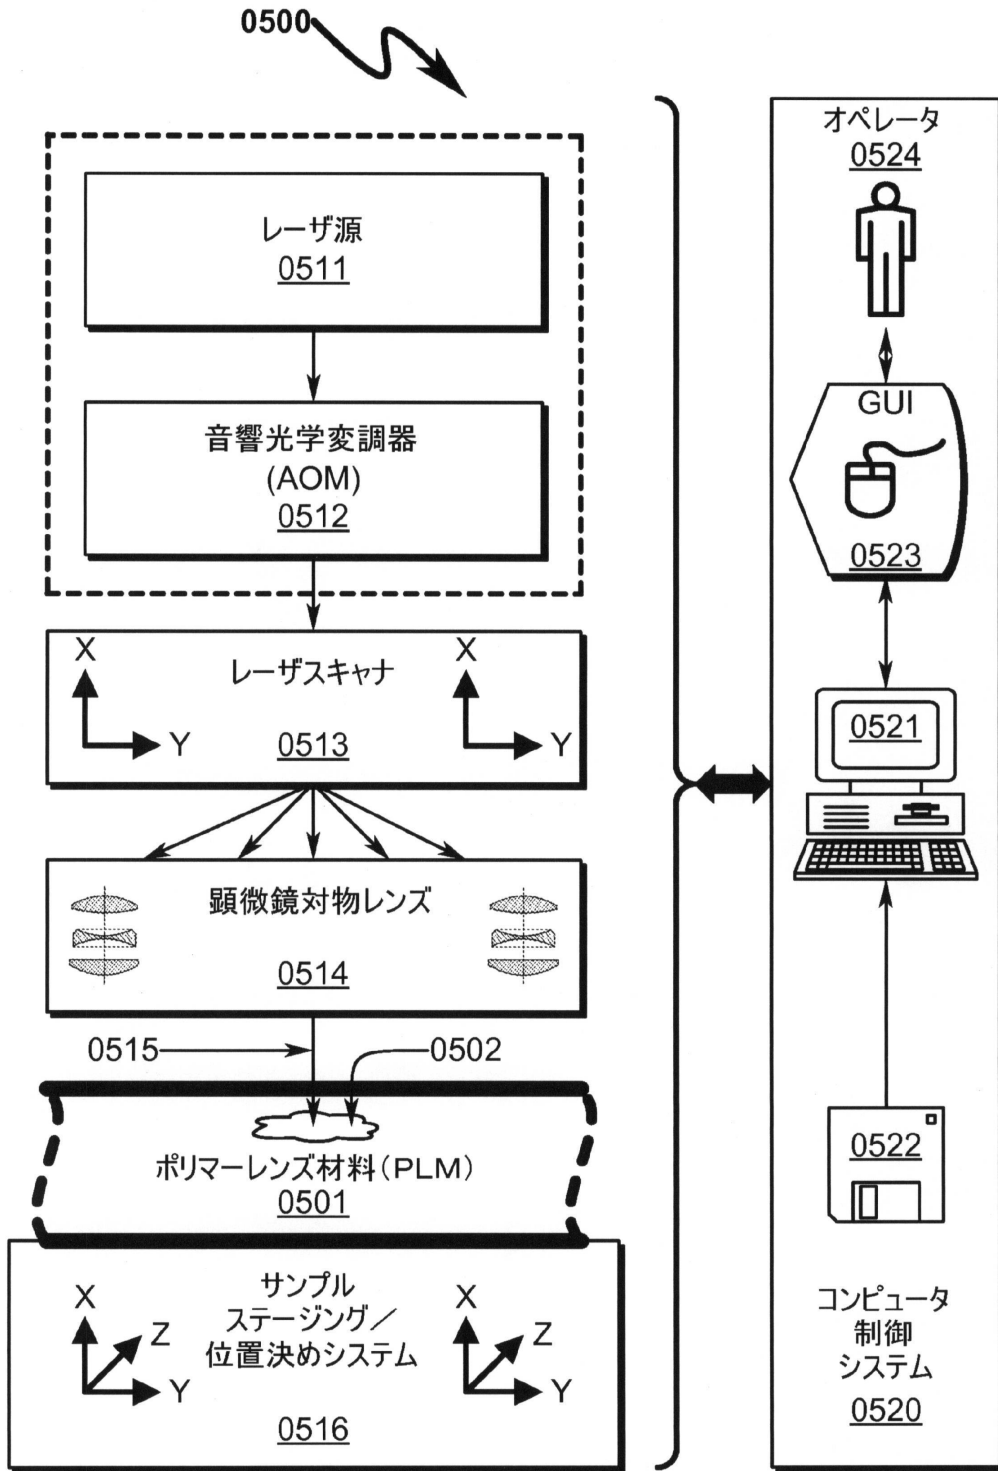 0500
レーザ源
0511
音響光学変調器
(AOM)
0512
X
Y
レーザスキャナ
0513
X
Y
顕微鏡対物レンズ
0514
0515
0502
ポリマーレンズ材料(PLM)
0501
X
Z
Y
サンプル
ステージング/
位置決めシステム
0516
X
Z
Y
オペレータ
0524
GUI
0523
0521
0522
コンピュータ
制御
システム
0520